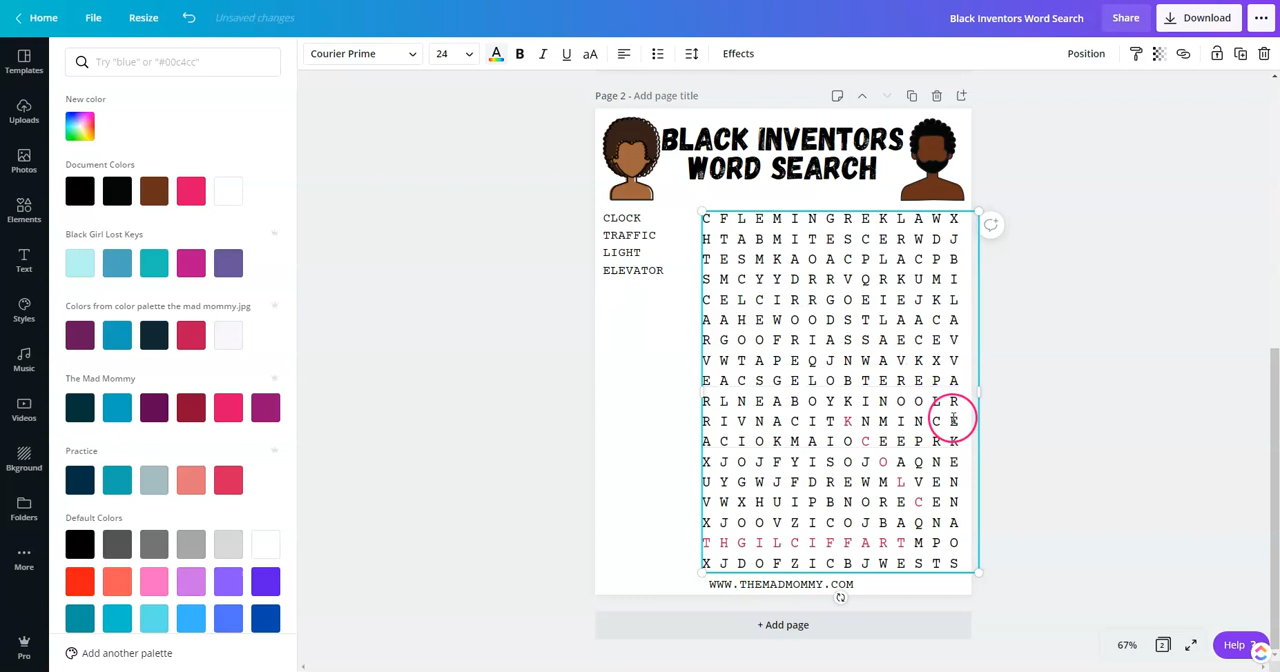 Home
File
Resize
Unsaved changes
Black Inventors Word Search
Share
Download
Templates
Uploads
Photos
Elements
Text
Styles
Music
Videos
Bkground
Folders
More
Pro
Try "blue" or "#00c4cc"
New color
Document Colors
Black Girl Lost Keys
Colors from color palette the mad mommy.jpg
The Mad Mommy
Practice
Default Colors
Add another palette
Courier Prime
24
A
B
I
U
aA
Effects
Position
Page 2 - Add page title
BLACK INVENTORS
WORD SEARCH
CLOCK
TRAFFIC
LIGHT
ELEVATOR
C F L E M I N G R E K L A W X
H T A B M I T E S C E R W D J
T E S M K A O A C P L A C P B
S M C Y Y D R R V Q R K U M I
C E L C I R R G O E I E J K L
A A H E W O O D S T L A A C A
R G O O F R I A S S A E C E V
V W T A P E Q J N W A V K X V
E A C S G E L O B T E R E P A
R L N E A B O Y K I N O O L R
R I V N A C I T K N M I N C E
A C I O K M A I O C E E P R K
X J O J F Y I S O J O A Q N E
U Y G W J F D R E W M L V E N
V W X H U I P B N O R E C E N
X J O O V Z I C O J B A Q N A
T H G I L C I F F A R T M P O
X J D O F Z I C B J W E S T S
WWW.THEMADMOMMY.COM
+ Add page
67%
2
Help ?